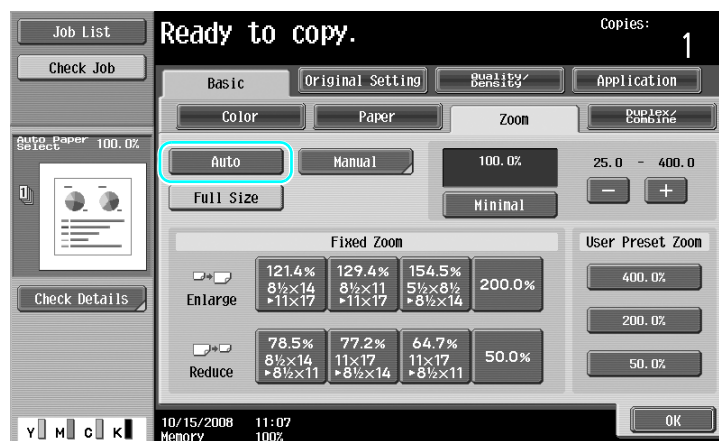 Job List
Ready to copy.
Copies:
1
Check Job
Basic
Original Setting
Quality/
Density
Application
Color
Paper
Zoom
Duplex/
Combine
Auto Paper
Select
100.0%
1
Auto
Manual
100.0%
25.0 - 400.0
Full Size
Minimal
− +
Fixed Zoom
User Preset Zoom
Enlarge
121.4%
8½×14
▸11×17
129.4%
8½×11
▸11×17
154.5%
5½×8½
▸8½×14
200.0%
400.0%
200.0%
Check Details
Reduce
78.5%
8½×14
▸8½×11
77.2%
11×17
▸8½×14
64.7%
11×17
▸8½×11
50.0%
50.0%
Y M C K
10/15/2008 11:07
Memory 100%
OK